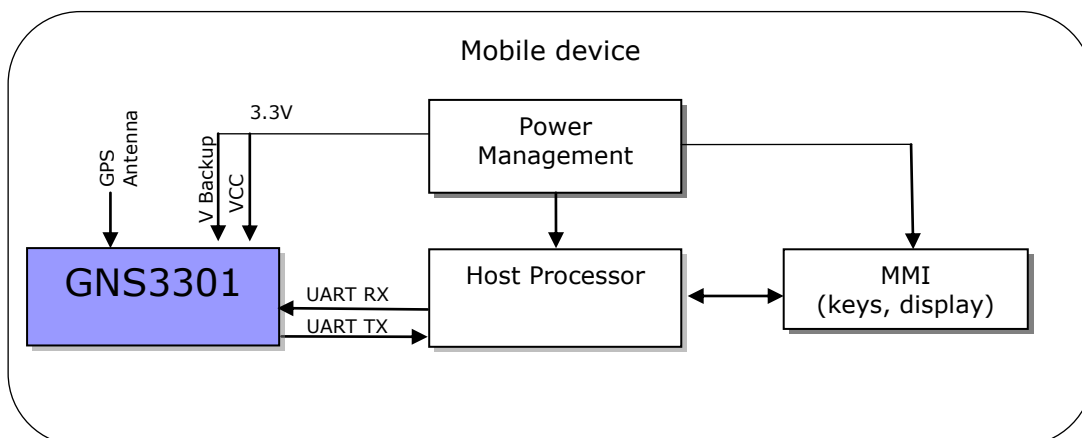 Mobile device
3.3V
Power
Management
GPS
Antenna
V Backup
VCC
GNS3301
UART RX
UART TX
Host Processor
MMI
(keys, display)